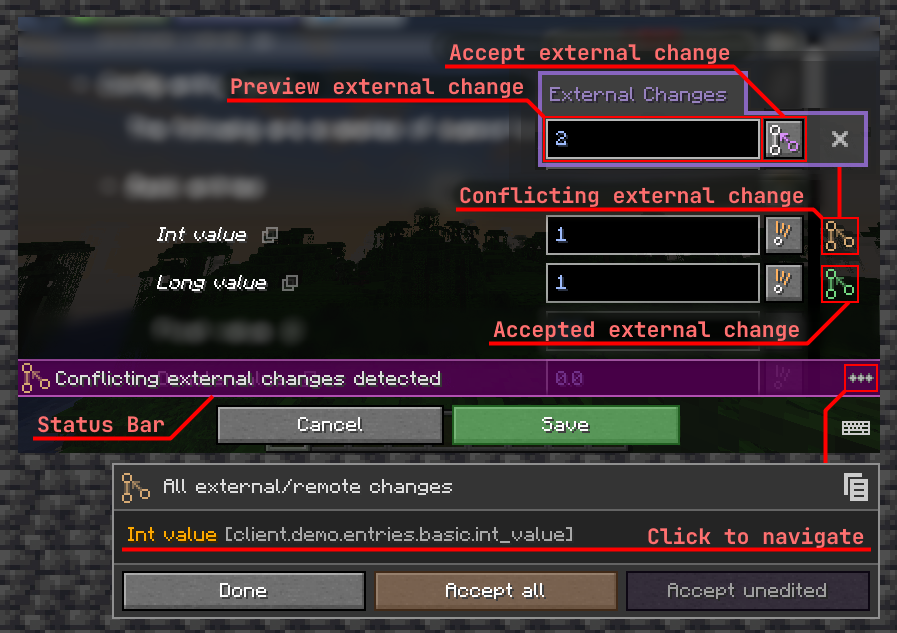 Accept external change
Preview external change
External Changes
2
Conflicting external change
Int value
1
Long value
1
Accepted external change
Conflicting external changes detected
0.0
Status Bar
Cancel
Save
All external/remote changes
Int value [client.demo.entries.basic.int_value]
Click to navigate
Done
Accept all
Accept unedited